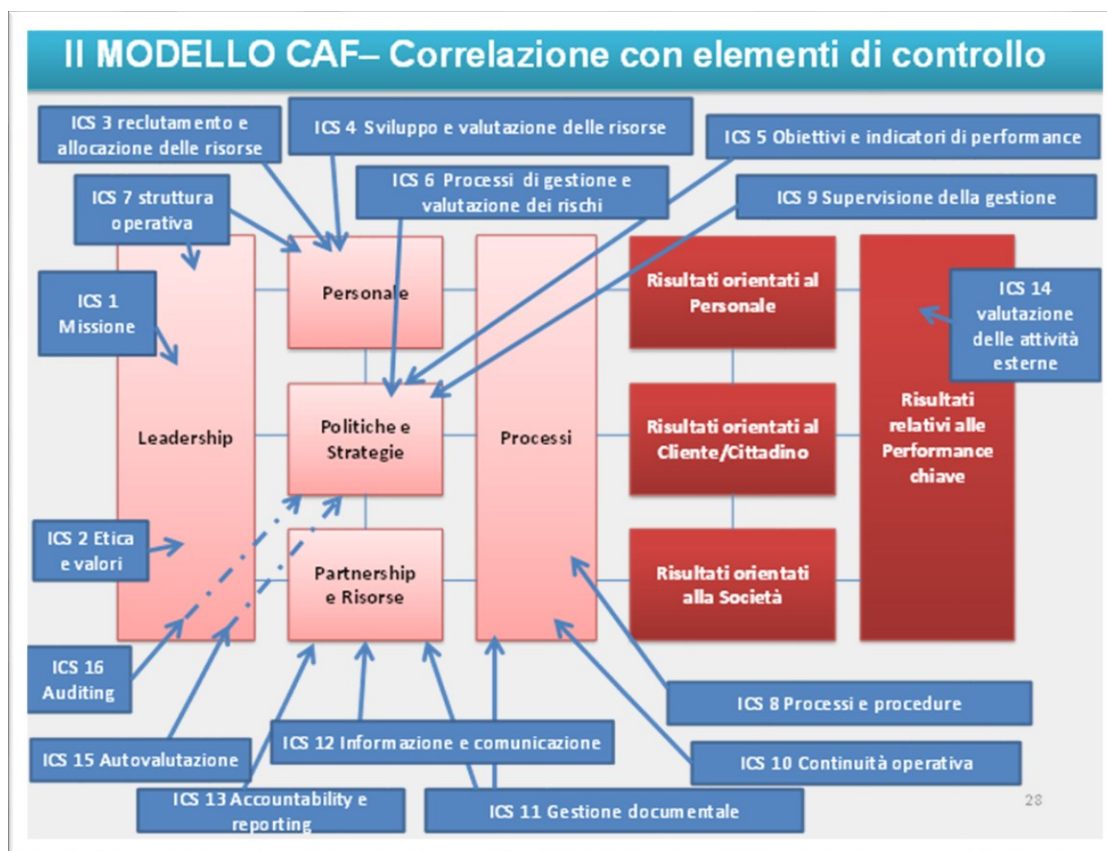 Il MODELLO CAF– Correlazione con elementi di controllo
ICS 3 reclutamento e
allocazione delle risorse
ICS 4 Sviluppo e valutazione delle risorse
ICS 5 Obiettivi e indicatori di performance
ICS 7 struttura
operativa
ICS 6 Processi di gestione e
valutazione dei rischi
ICS 9 Supervisione della gestione
ICS 1
Missione
Personale
Risultati orientati al
Personale
ICS 14
valutazione
delle attività
esterne
Leadership
Politiche e
Strategie
Processi
Risultati orientati al
Cliente/Cittadino
Risultati
relativi alle
Performance
chiave
ICS 2 Etica
e valori
Partnership
e Risorse
Risultati orientati
alla Società
ICS 16
Auditing
ICS 8 Processi e procedure
ICS 15 Autovalutazione
ICS 12 Informazione e comunicazione
ICS 10 Continuità operativa
ICS 13 Accountability e
reporting
ICS 11 Gestione documentale
28